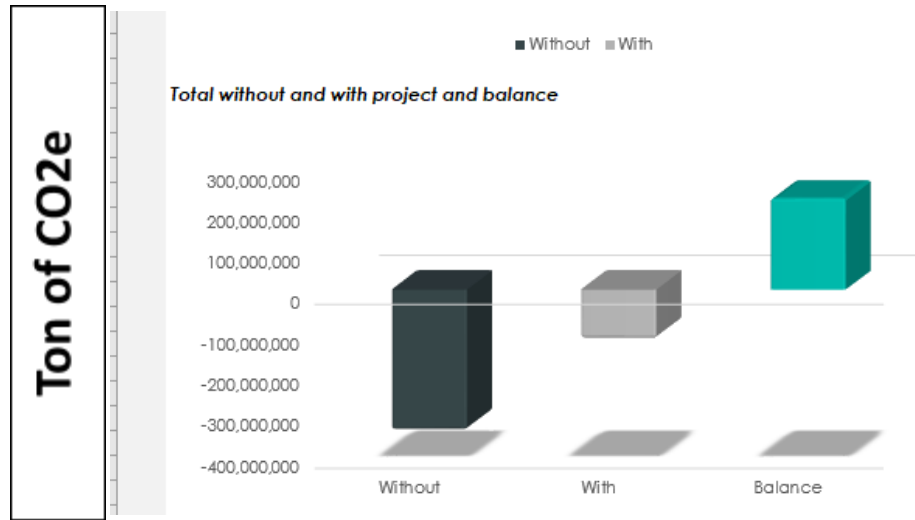 Ton of CO2e
Without With
Total without and with project and balance
300,000,000
200,000,000
100,000,000
0
-100,000,000
-200,000,000
-300,000,000
-400,000,000
Without With Balance